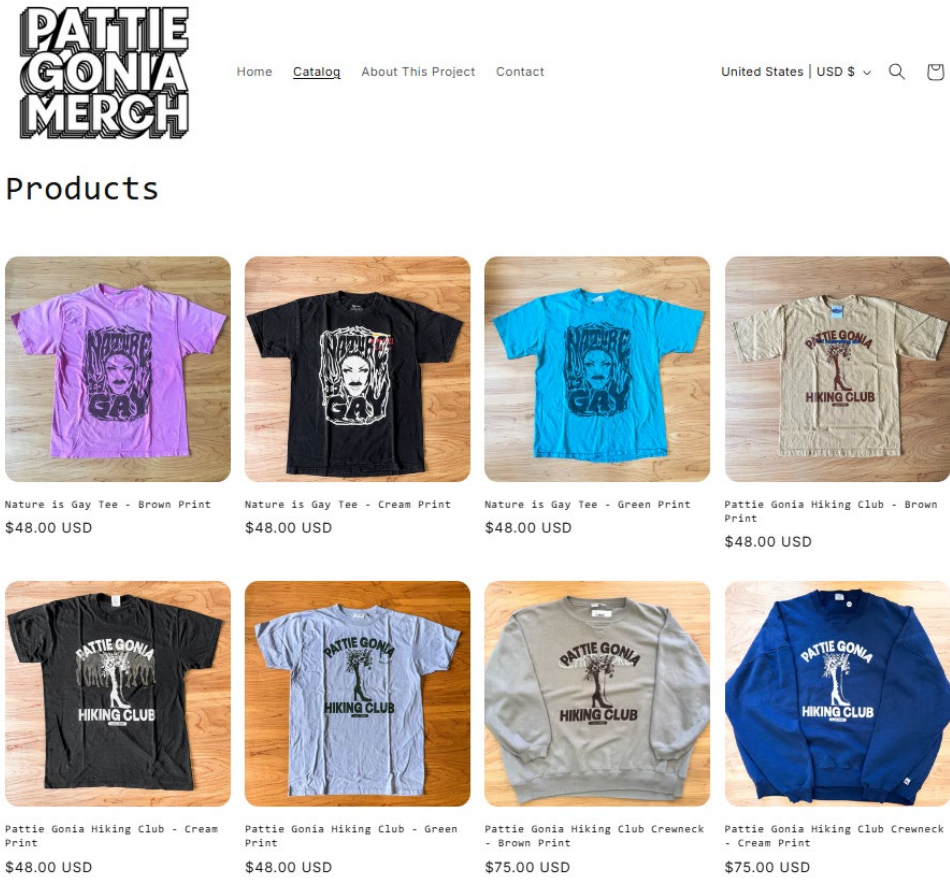 PATTIE
GONIA
MERCH
Home Catalog About This Project Contact United States | USD $
Products
NATURE
IS
GAY
NATURE
IS
GAY
NATURE
IS
GAY
PATTIE GONIA
HIKING CLUB
Nature is Gay Tee - Brown Print
$48.00 USD
Nature is Gay Tee - Cream Print
$48.00 USD
Nature is Gay Tee - Green Print
$48.00 USD
Pattie Gonia Hiking Club - Brown
Print
$48.00 USD
PATTIE GONIA
HIKING CLUB
PATTIE GONIA
HIKING CLUB
PATTIE GONIA
HIKING CLUB
PATTIE GONIA
HIKING CLUB
Pattie Gonia Hiking Club - Cream
Print
$48.00 USD
Pattie Gonia Hiking Club - Green
Print
$48.00 USD
Pattie Gonia Hiking Club Crewneck
- Brown Print
$75.00 USD
Pattie Gonia Hiking Club Crewneck
- Cream Print
$75.00 USD